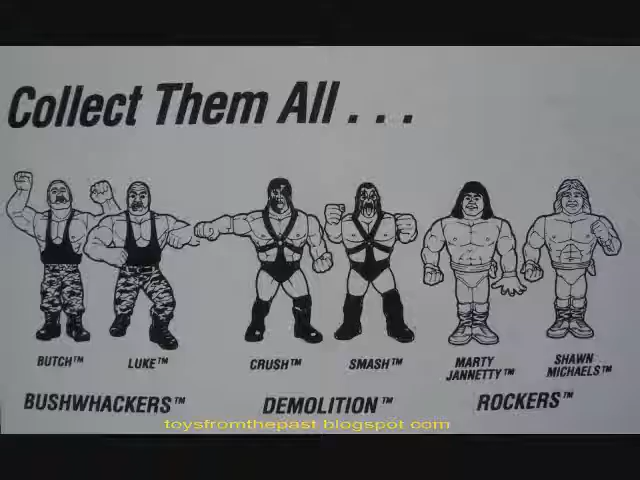 Collect Them All . . .
BUTCH™ LUKE™ CRUSH™ SMASH™ MARTY JANNETTY™ SHAWN MICHAELS™
BUSHWHACKERS™ DEMOLITION™ ROCKERS™
toysfromthepast blogspot com